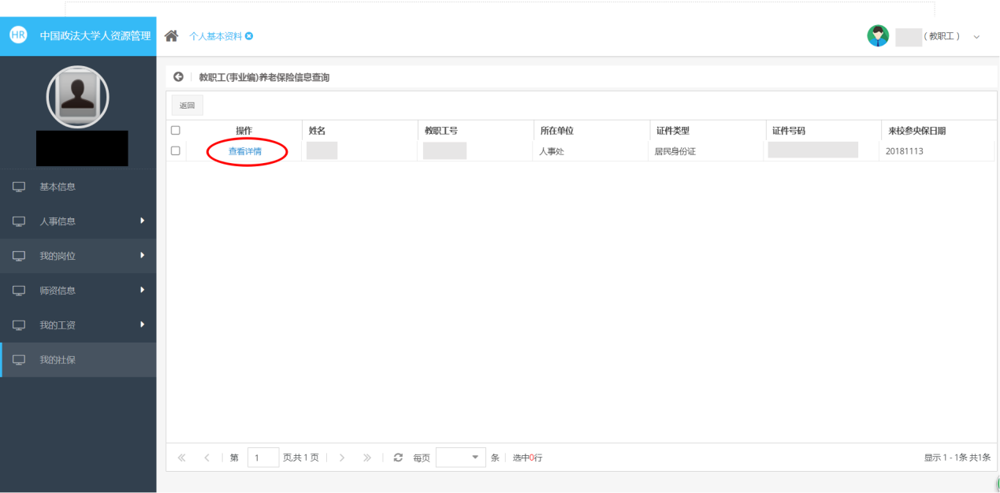 HR 中国政法大学人资源管理 个人基本资料 (教职工)
教职工(事业编)养老保险信息查询
返回
操作 姓名 教职工号 所在单位 证件类型 证件号码 来校参央保日期
查看详情 人事处 居民身份证 20181113
基本信息
人事信息
我的岗位
师资信息
我的工资
我的社保
第 1 页,共1页 每页 条 选中0行 显示1-1条 共1条